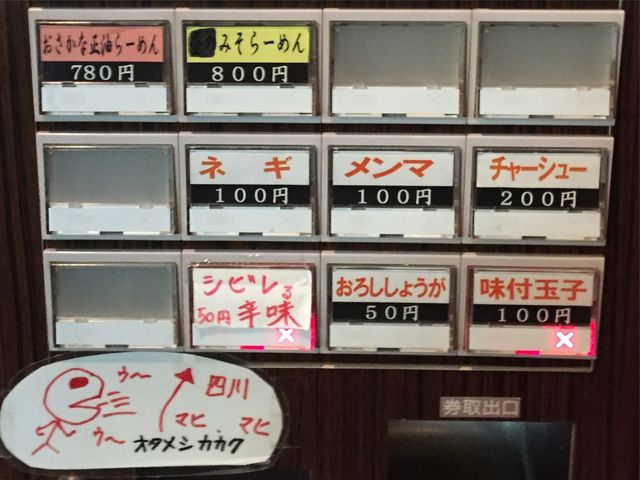 おさかな正油らーめん
780円
みそらーめん
800円
ネギ
100円
メンマ
100円
チャーシュー
200円
シビレる
50円 辛味
おろししょうが
50円
味付玉子
100円
ウ〜
四川
マヒ、マヒ
ウ〜
オタメシカカク
券取出口